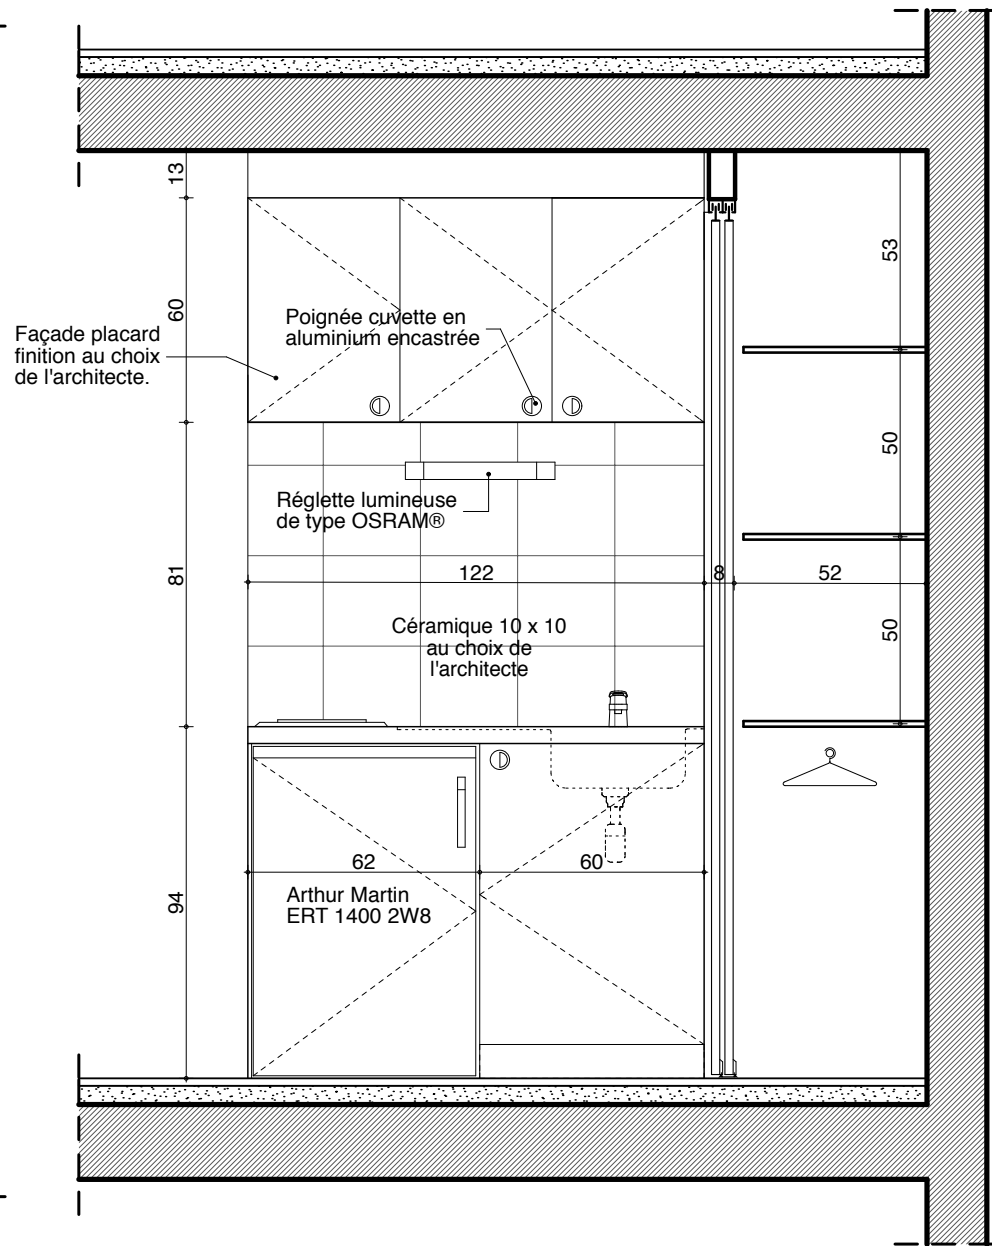 13
53
60
Façade placard
finition au choix
de l'architecte.
Poignée cuvette en
aluminium encastrée
50
Réglette lumineuse
de type OSRAM®
81
122
8
52
Céramique 10 x 10
au choix de
l'architecte
50
62
60
94
Arthur Martin
ERT 1400 2W8